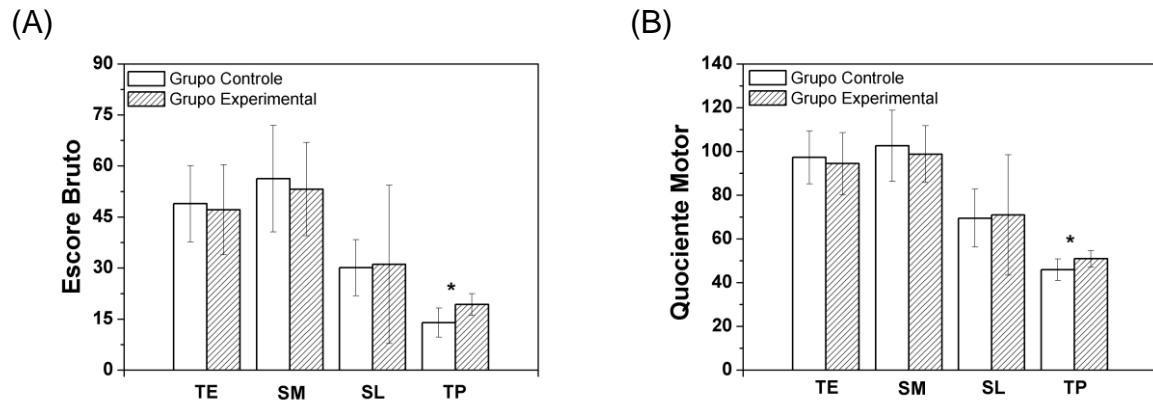 (A)
90
75
60
45
30
15
0
Escore Bruto
Grupo Controle
Grupo Experimental
*
TE SM SL TP
(B)
140
120
100
80
60
40
20
0
Quociente Motor
Grupo Controle
Grupo Experimental
*
TE SM SL TP